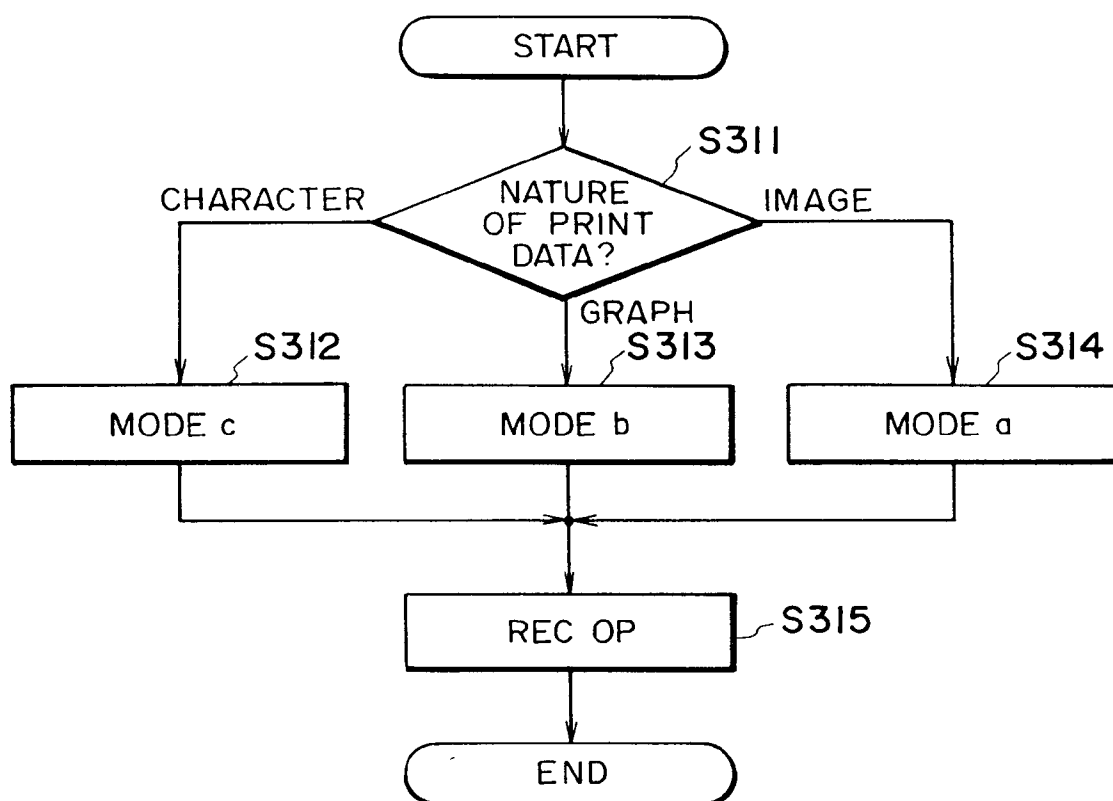 START
S311
CHARACTER
NATURE
OF PRINT
DATA?
IMAGE
GRAPH
S312
S313
S314
MODE c
MODE b
MODE a
REC OP
S315
END